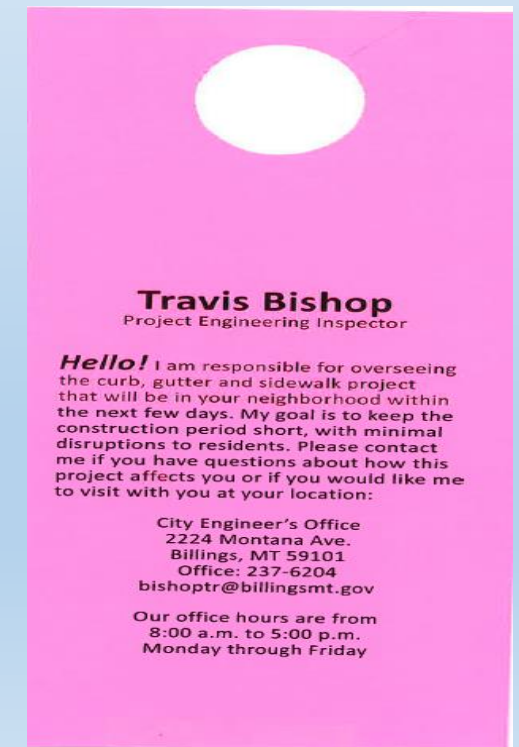 Travis Bishop
Project Engineering Inspector
Hello! I am responsible for overseeing
the curb, gutter and sidewalk project
that will be in your neighborhood within
the next few days. My goal is to keep the
construction period short, with minimal
disruptions to residents. Please contact
me if you have questions about how this
project affects you or if you would like me
to visit with you at your location:
City Engineer's Office
2224 Montana Ave.
Billings, MT 59101
Office: 237-6204
bishoptr@billingsmt.gov
Our office hours are from
8:00 a.m. to 5:00 p.m.
Monday through Friday